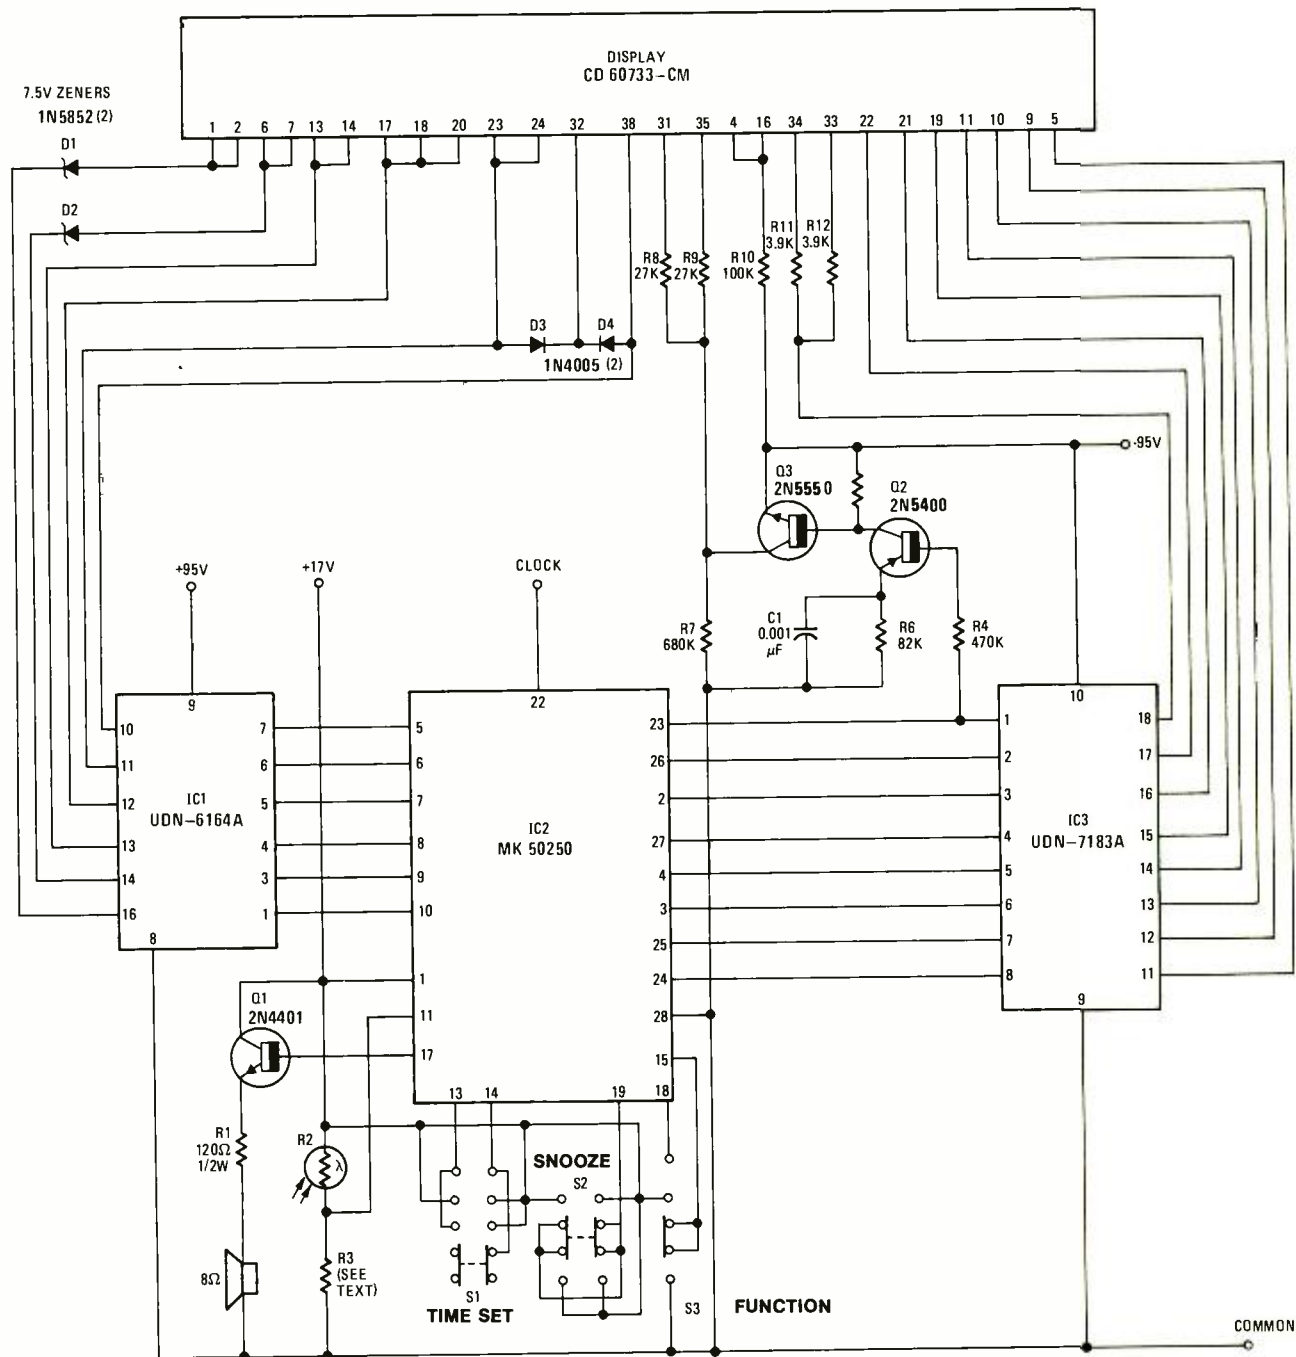 DISPLAY
CD 60733-CM
7.5V ZENERS
1N5852 (2)
1 2 6 7 13 14 17 18 20 23 24 32 38 31 35 4 16 34 33 22 21 19 11 10 9 5
D1
D2
R8
27K
R9
27K
R10
100K
R11
3.9K
R12
3.9K
D3
D4
1N4005 (2)
-95V
Q3
2N5550
Q2
2N5400
+95V
+17V
CLOCK
C1
0.001
μF
R7
680K
R6
82K
R4
470K
9
10
11
12
13
14
16
8
7
6
5
4
3
1
IC1
UDN-6164A
22
5
6
7
8
9
10
1
11
17
IC2
MK 50250
23
26
2
27
4
3
25
24
28
15
13
14
19
18
10
1
2
3
4
5
6
7
8
IC3
UDN-7183A
18
17
16
15
14
13
12
11
9
Q1
2N4401
R1
120Ω
1/2W
R2
λ
8Ω
R3
(SEE
TEXT)
SNOOZE
S2
S1
TIME SET
S3
FUNCTION
COMMON